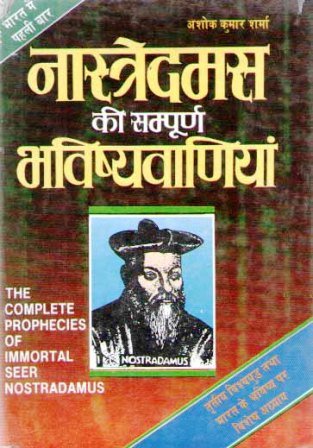 भारत में
पहली बार
अशोक कुमार शर्मा
नास्त्रेदमस
की सम्पूर्ण
भविष्यवाणियां
THE
COMPLETE
PROPHECIES
OF
IMMORTAL
SEER
NOSTRADAMUS
NOSTRADAMUS
तृतीय विश्वयुद्ध तथा
भारत के भविष्य पर
विशेष अध्याय